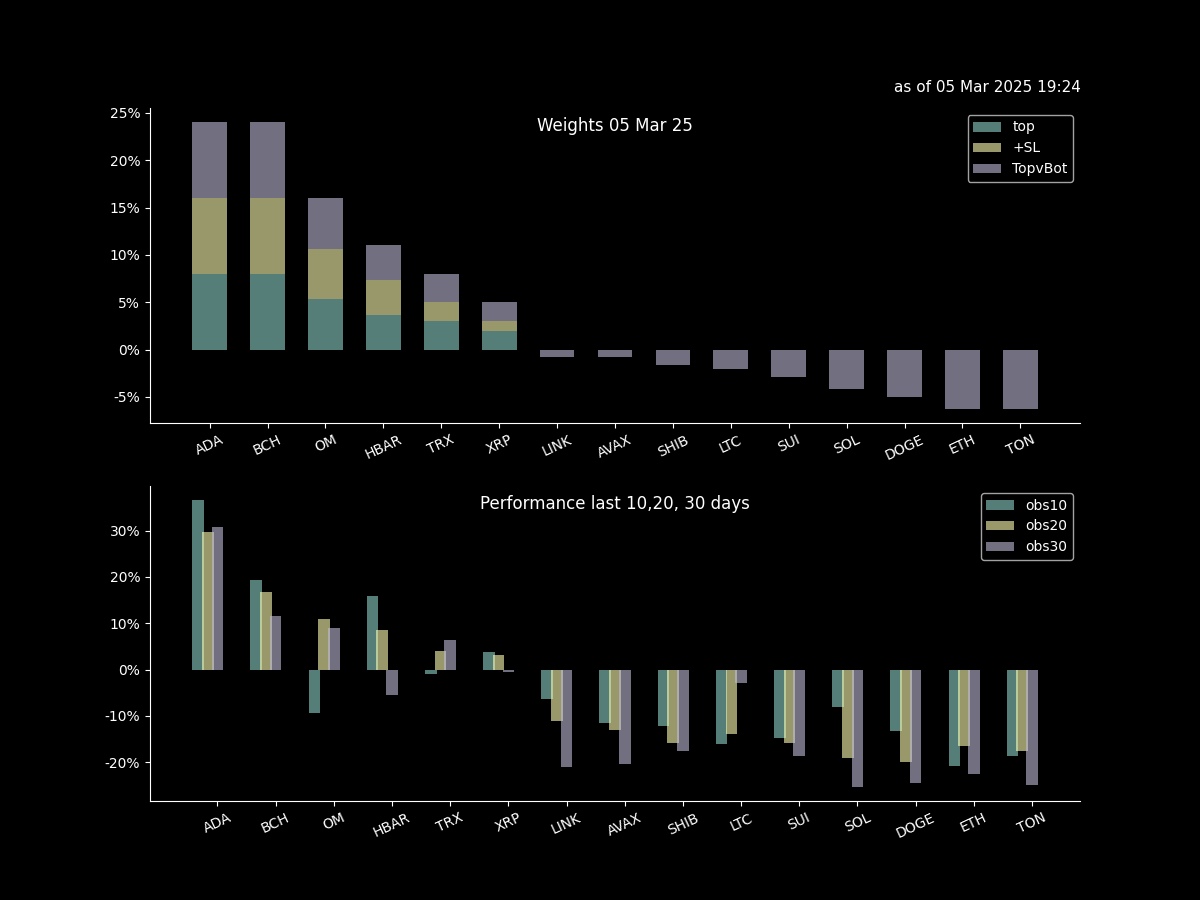 as of 05 Mar 2025 19:24
Weights 05 Mar 25
25%
20%
15%
10%
5%
0%
-5%
top
+SL
TopvBot
ADA BCH OM HBAR TRX XRP LINK AVAX SHIB LTC SUI SOL DOGE ETH TON
Performance last 10,20, 30 days
30%
20%
10%
0%
-10%
-20%
obs10
obs20
obs30
ADA BCH OM HBAR TRX XRP LINK AVAX SHIB LTC SUI SOL DOGE ETH TON